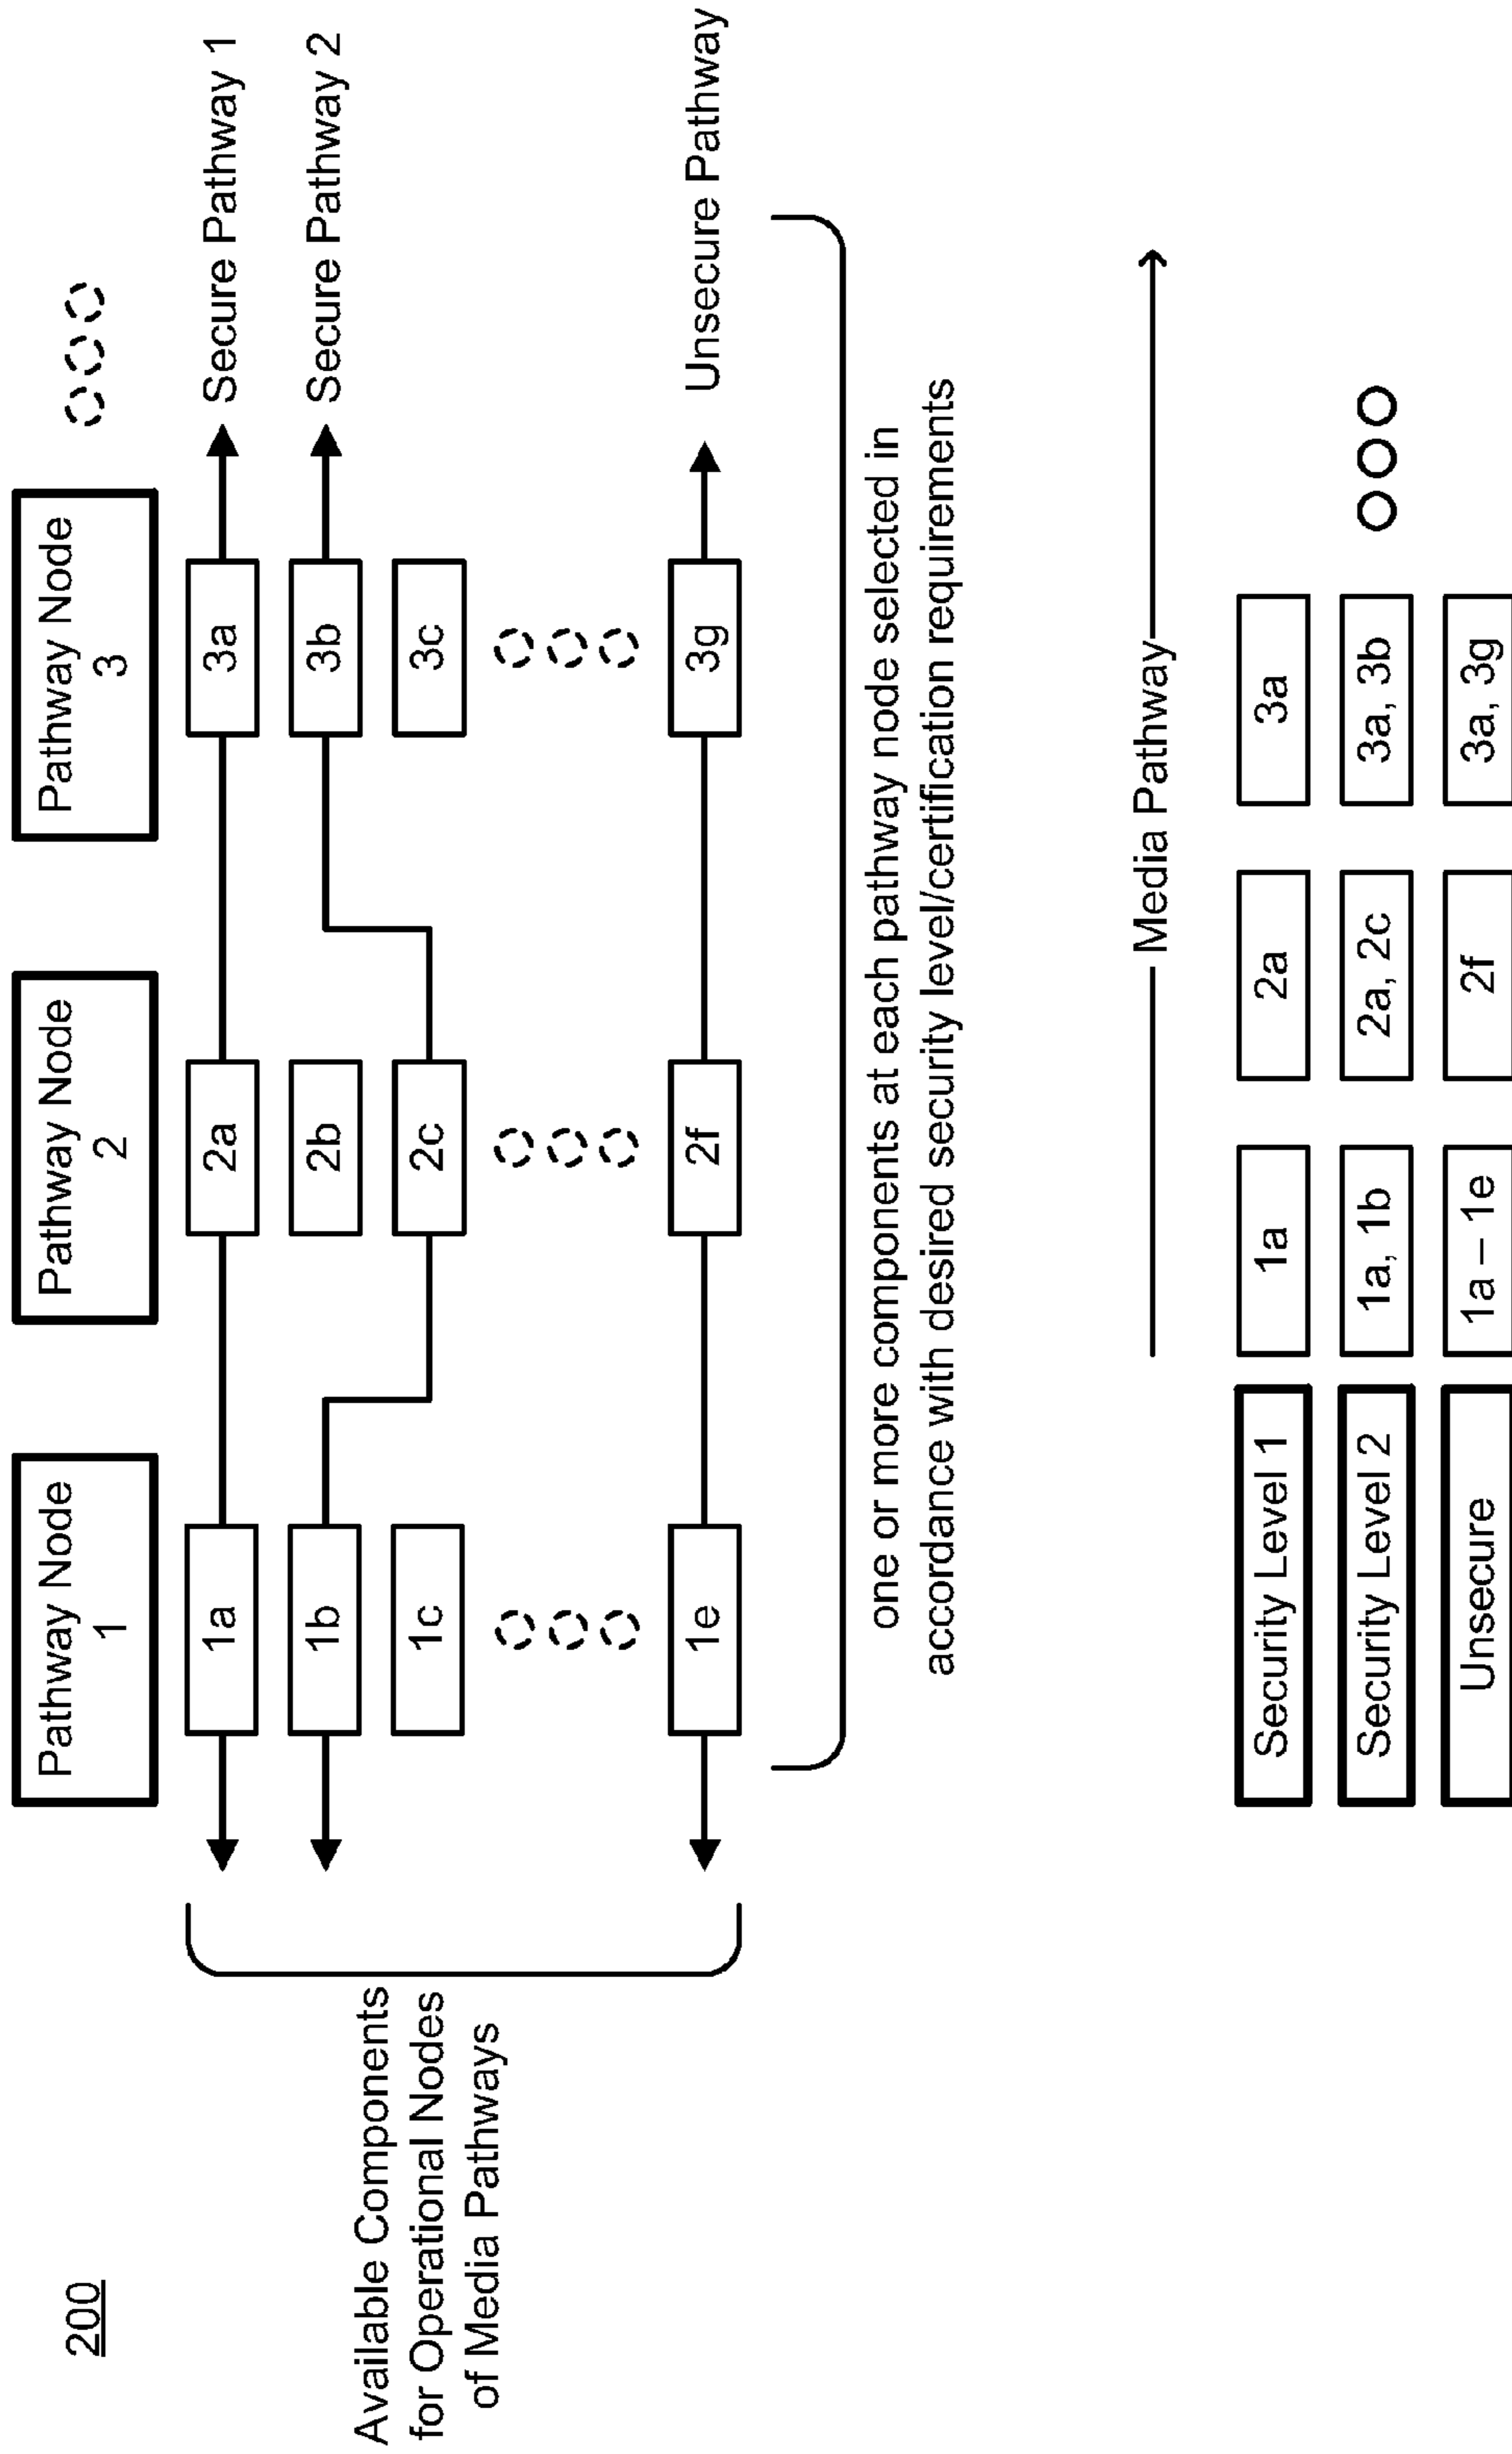 200
Pathway Node
1
Pathway Node
2
Pathway Node
3
Available Components
for Operational Nodes
of Media Pathways
1a
2a
3a
Secure Pathway 1
1b
2b
3b
Secure Pathway 2
1c
2c
3c
1e
2f
3g
Unsecure Pathway
one or more components at each pathway node selected in
accordance with desired security level/certification requirements
Media Pathway
Security Level 1
1a
2a
3a
Security Level 2
1a, 1b
2a, 2c
3a, 3b
Unsecure
1a – 1e
2f
3a, 3g